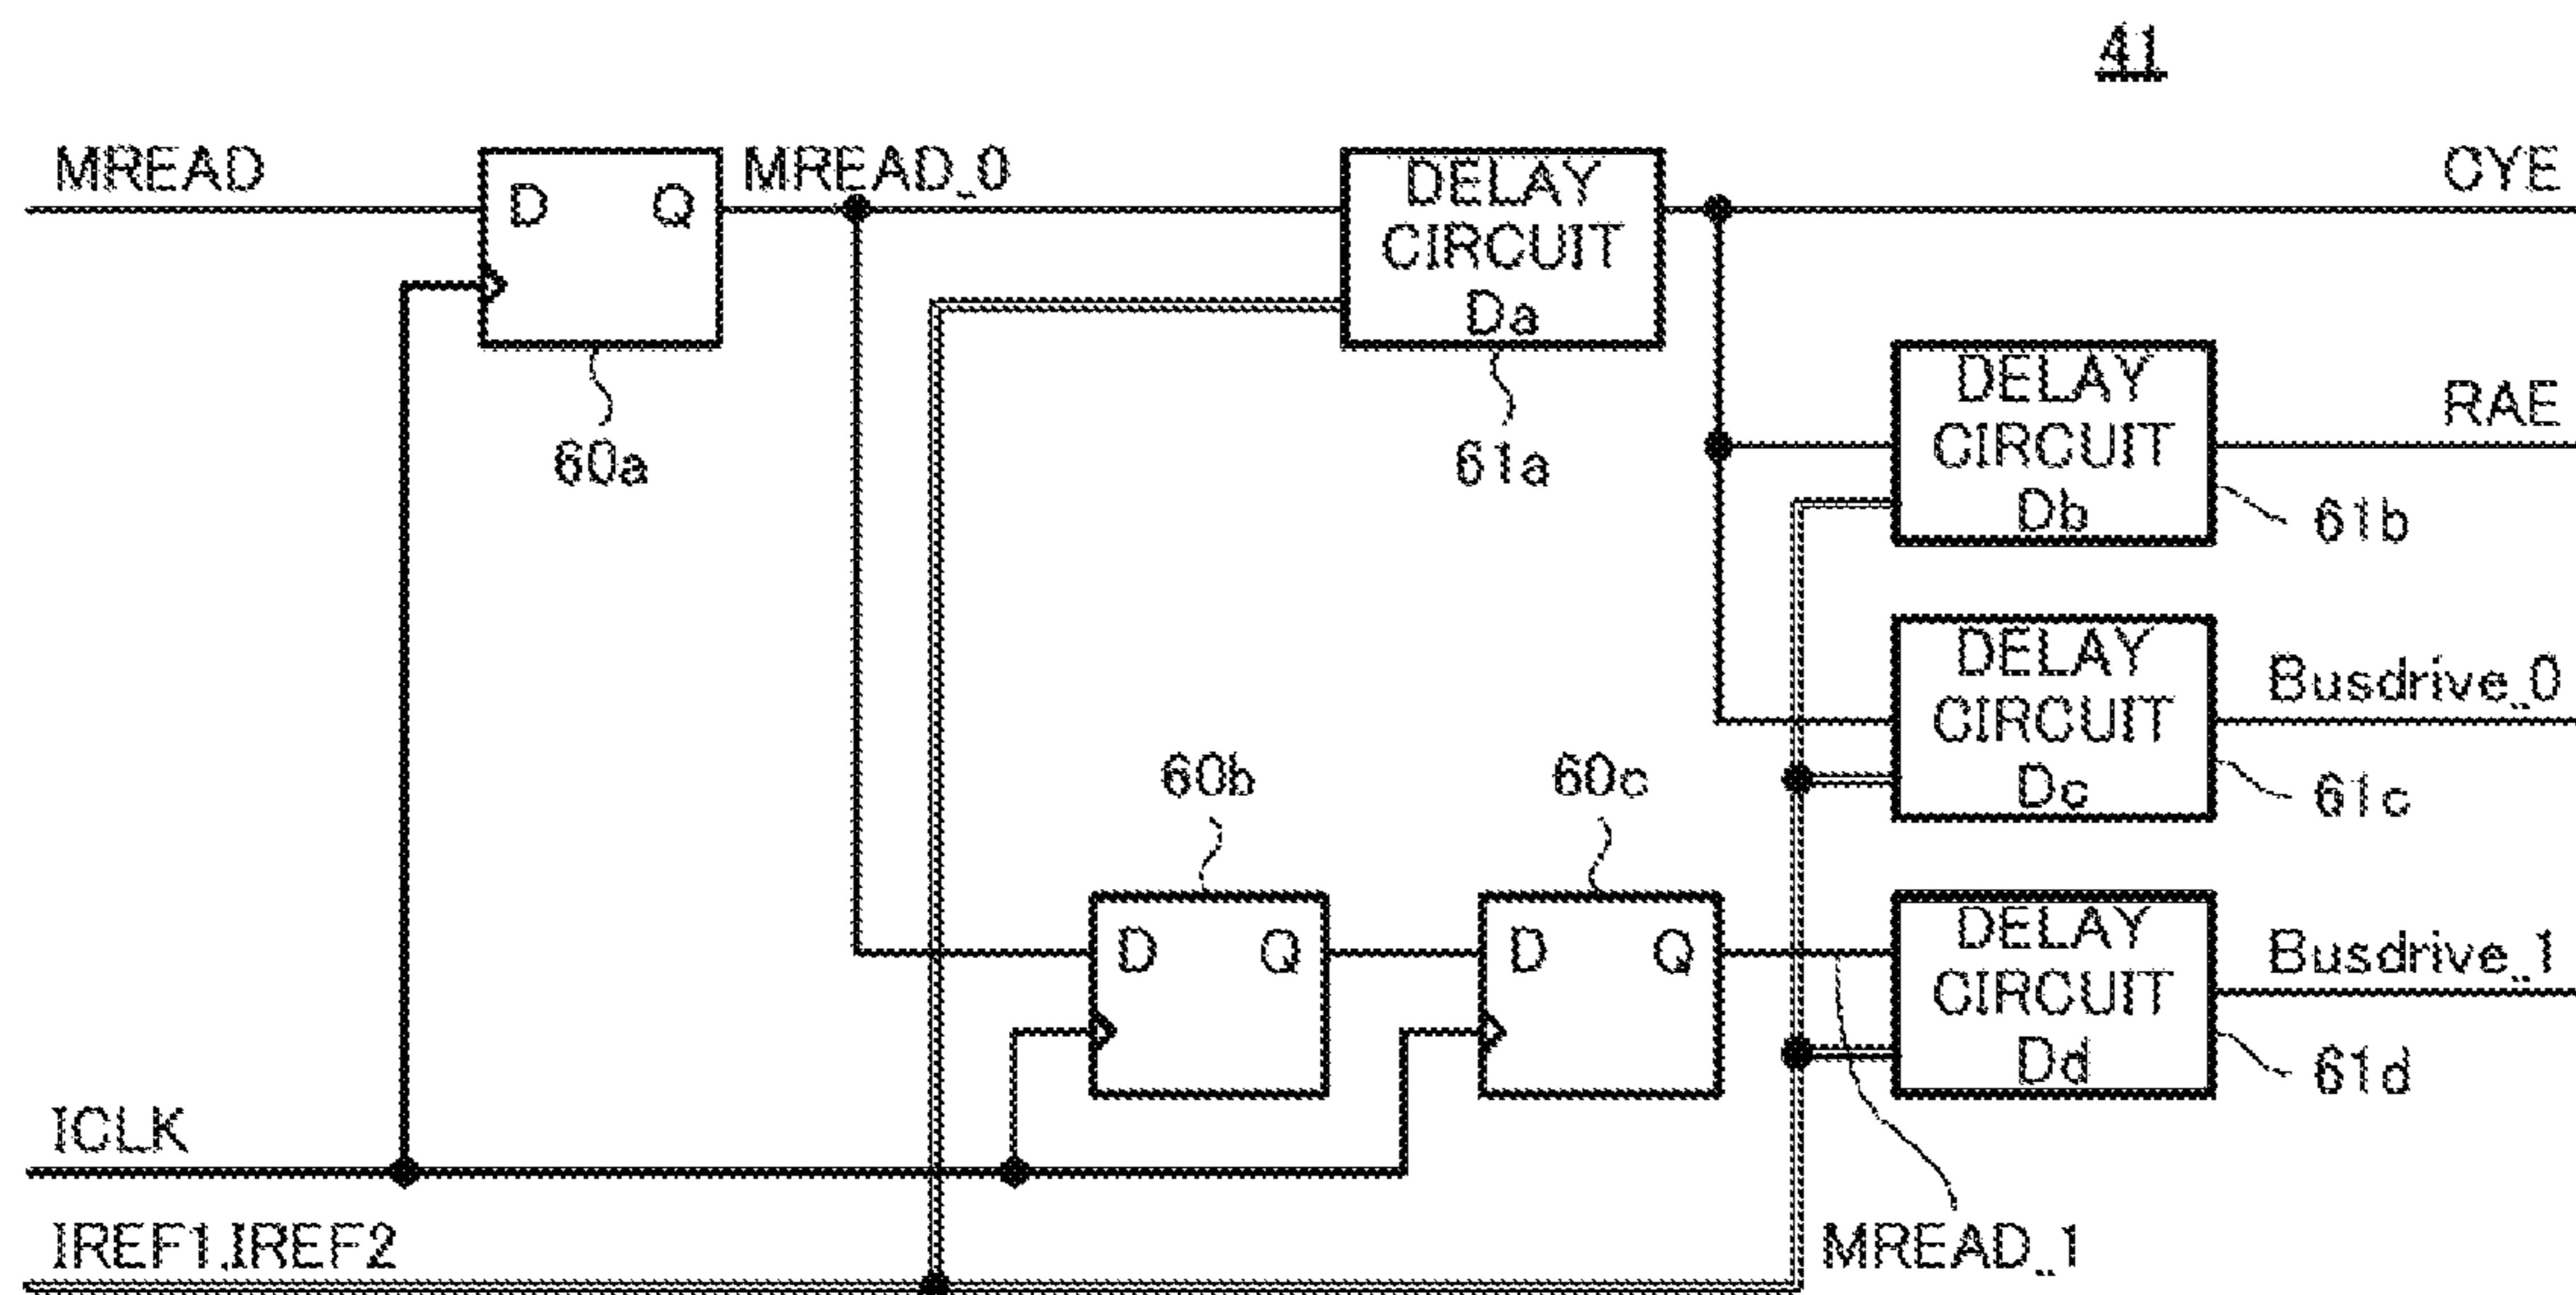 41
MREAD
D Q
MREAD_0
DELAY
CIRCUIT
Da
CYE
60a
61a
DELAY
CIRCUIT
Db
RAE
61b
DELAY
CIRCUIT
Dc
Busdrive_0
61c
60b
60c
D Q
D Q
DELAY
CIRCUIT
Dd
Busdrive_1
61d
ICLK
IREF1,IREF2
MREAD_1